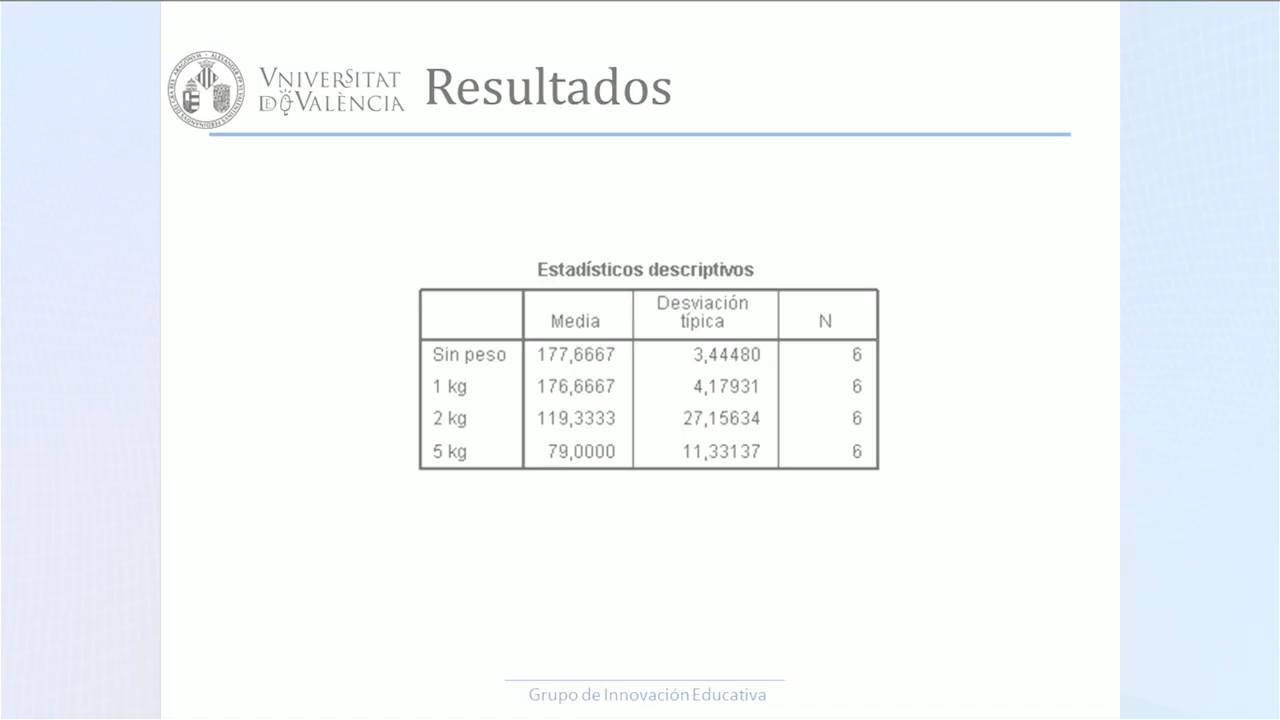 VNIVERSITAT
DE VALÈNCIA
Resultados
Estadísticos descriptivos
Media Desviación típica N
Sin peso 177,6667 3,44480 6
1 kg 176,6667 4,17931 6
2 kg 119,3333 27,15634 6
5 kg 79,0000 11,33137 6
Grupo de Innovación Educativa